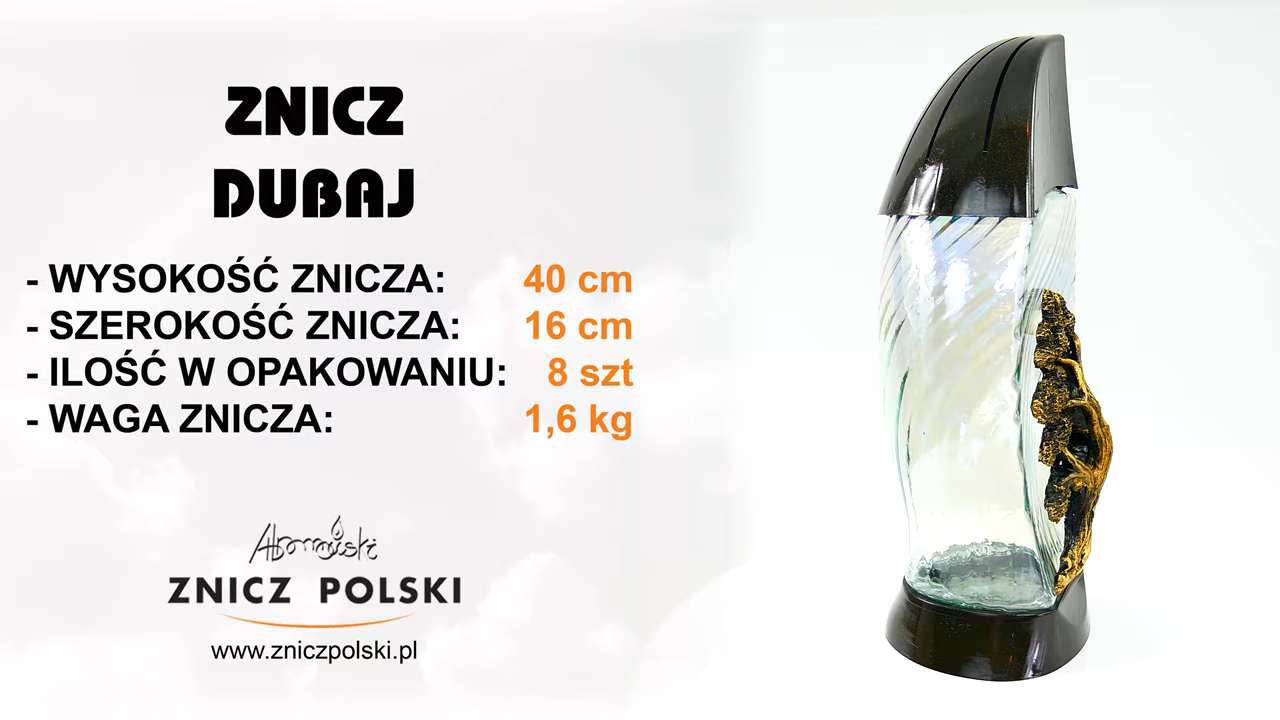 ZNICZ
DUBAJ
- WYSOKOŚĆ ZNICZA: 40 cm
- SZEROKOŚĆ ZNICZA: 16 cm
- ILOŚĆ W OPAKOWANIU: 8 szt
- WAGA ZNICZA: 1,6 kg
ZNICZ POLSKI
www.zniczpolski.pl